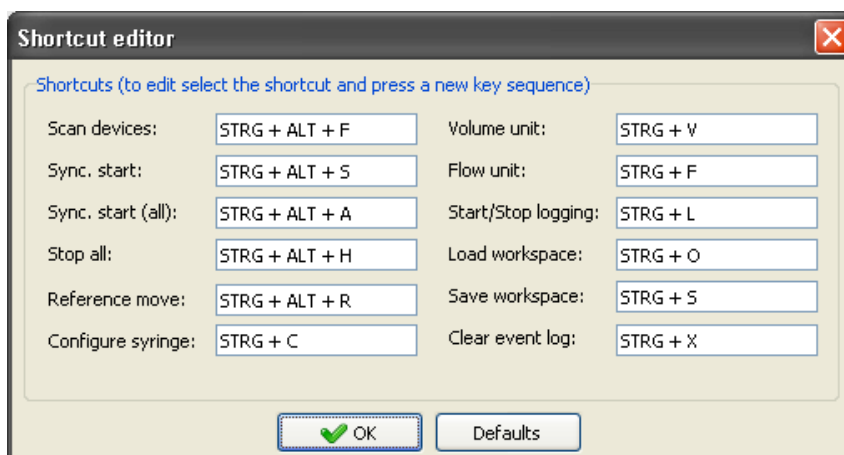 Shortcut editor
Shortcuts (to edit select the shortcut and press a new key sequence)
Scan devices: STRG + ALT + F Volume unit: STRG + V
Sync. start: STRG + ALT + S Flow unit: STRG + F
Sync. start (all): STRG + ALT + A Start/Stop logging: STRG + L
Stop all: STRG + ALT + H Load workspace: STRG + O
Reference move: STRG + ALT + R Save workspace: STRG + S
Configure syringe: STRG + C Clear event log: STRG + X
OK Defaults